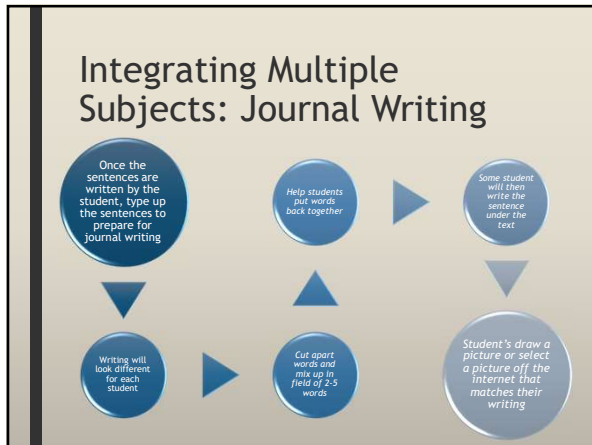 Integrating Multiple
Subjects: Journal Writing
Once the
sentences are
written by the
student, type up
the sentences to
prepare for
journal writing
Writing will
look different
for each
student
Cut apart
words and
mix up in
field of 2-5
words
Help students
put words
back together
Some student
will then
write the
sentence
under the
text
Student's draw a
picture or select
a picture off the
internet that
matches their
writing